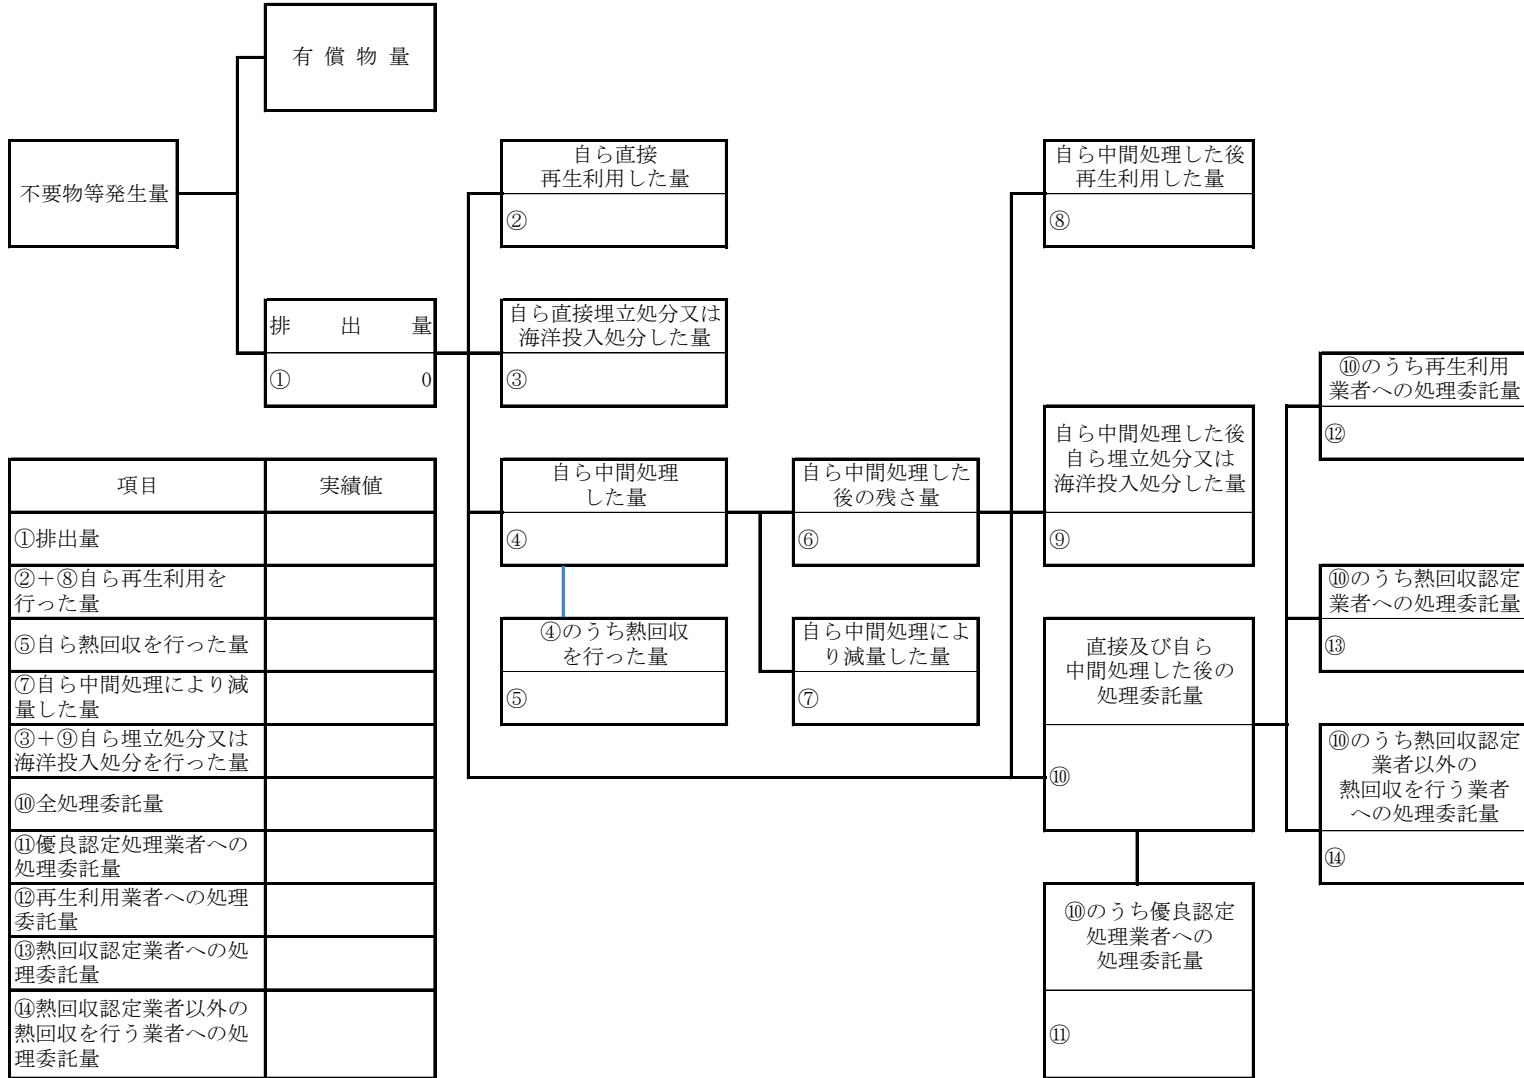 有 償 物 量
不要物等発生量
自ら直接
再生利用した量
②
自ら中間処理した後
再生利用した量
⑧
排 出 量
① 0
自ら直接埋立処分又は
海洋投入処分した量
③
⑩のうち再生利用
業者への処理委託量
⑫
自ら中間処理した後
自ら埋立処分又は
海洋投入処分した量
⑨
自ら中間処理
した量
④
自ら中間処理した
後の残さ量
⑥
⑩のうち熱回収認定
業者への処理委託量
⑬
④のうち熱回収
を行った量
⑤
自ら中間処理によ
り減量した量
⑦
直接及び自ら
中間処理した後の
処理委託量
⑩
⑩のうち熱回収認定
業者以外の
熱回収を行う業者
への処理委託量
⑭
⑩のうち優良認定
処理業者への
処理委託量
⑪
項目 実績値
①排出量
②+⑧自ら再生利用を
行った量
⑤自ら熱回収を行った量
⑦自ら中間処理により減
量した量
③+⑨自ら埋立処分又は
海洋投入処分を行った量
⑩全処理委託量
⑪優良認定処理業者への
処理委託量
⑫再生利用業者への処理
委託量
⑬熱回収認定業者への処
理委託量
⑭熱回収認定業者以外の
熱回収を行う業者への処
理委託量